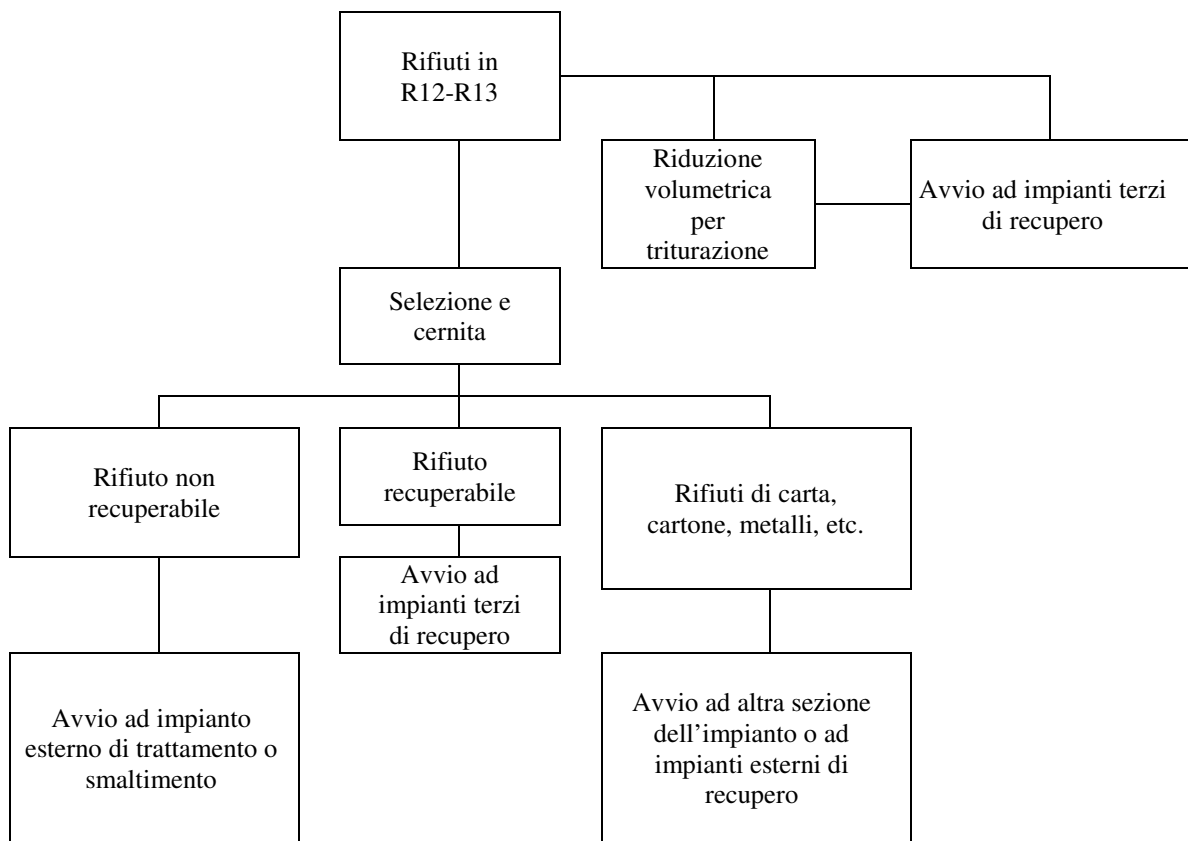 Rifiuti in
R12-R13
Riduzione
volumetrica
per
triturazione
Avvio ad impianti terzi
di recupero
Selezione e
cernita
Rifiuto non
recuperabile
Rifiuto
recuperabile
Rifiuti di carta,
cartone, metalli, etc.
Avvio ad
impianti terzi
di recupero
Avvio ad impianto
esterno di trattamento o
smaltimento
Avvio ad altra sezione
dell’impianto o ad
impianti esterni di
recupero